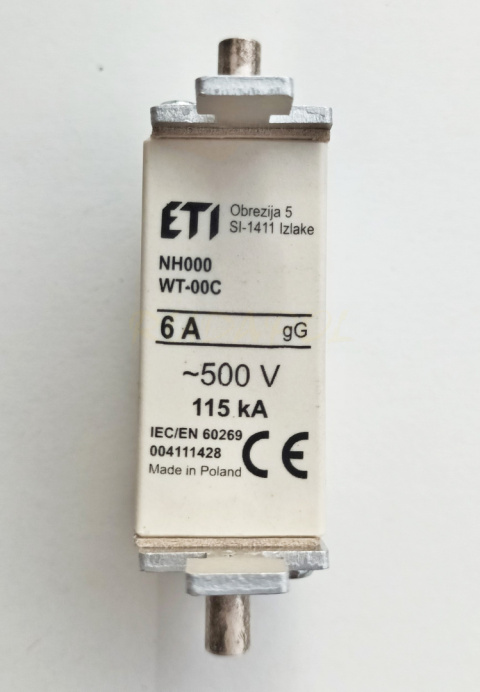 ETI
Obrezija 5
SI-1411 Izlake
NH000
WT-00C
6 A gG
~500 V
115 kA
IEC/EN 60269
004111428
Made in Poland
CE